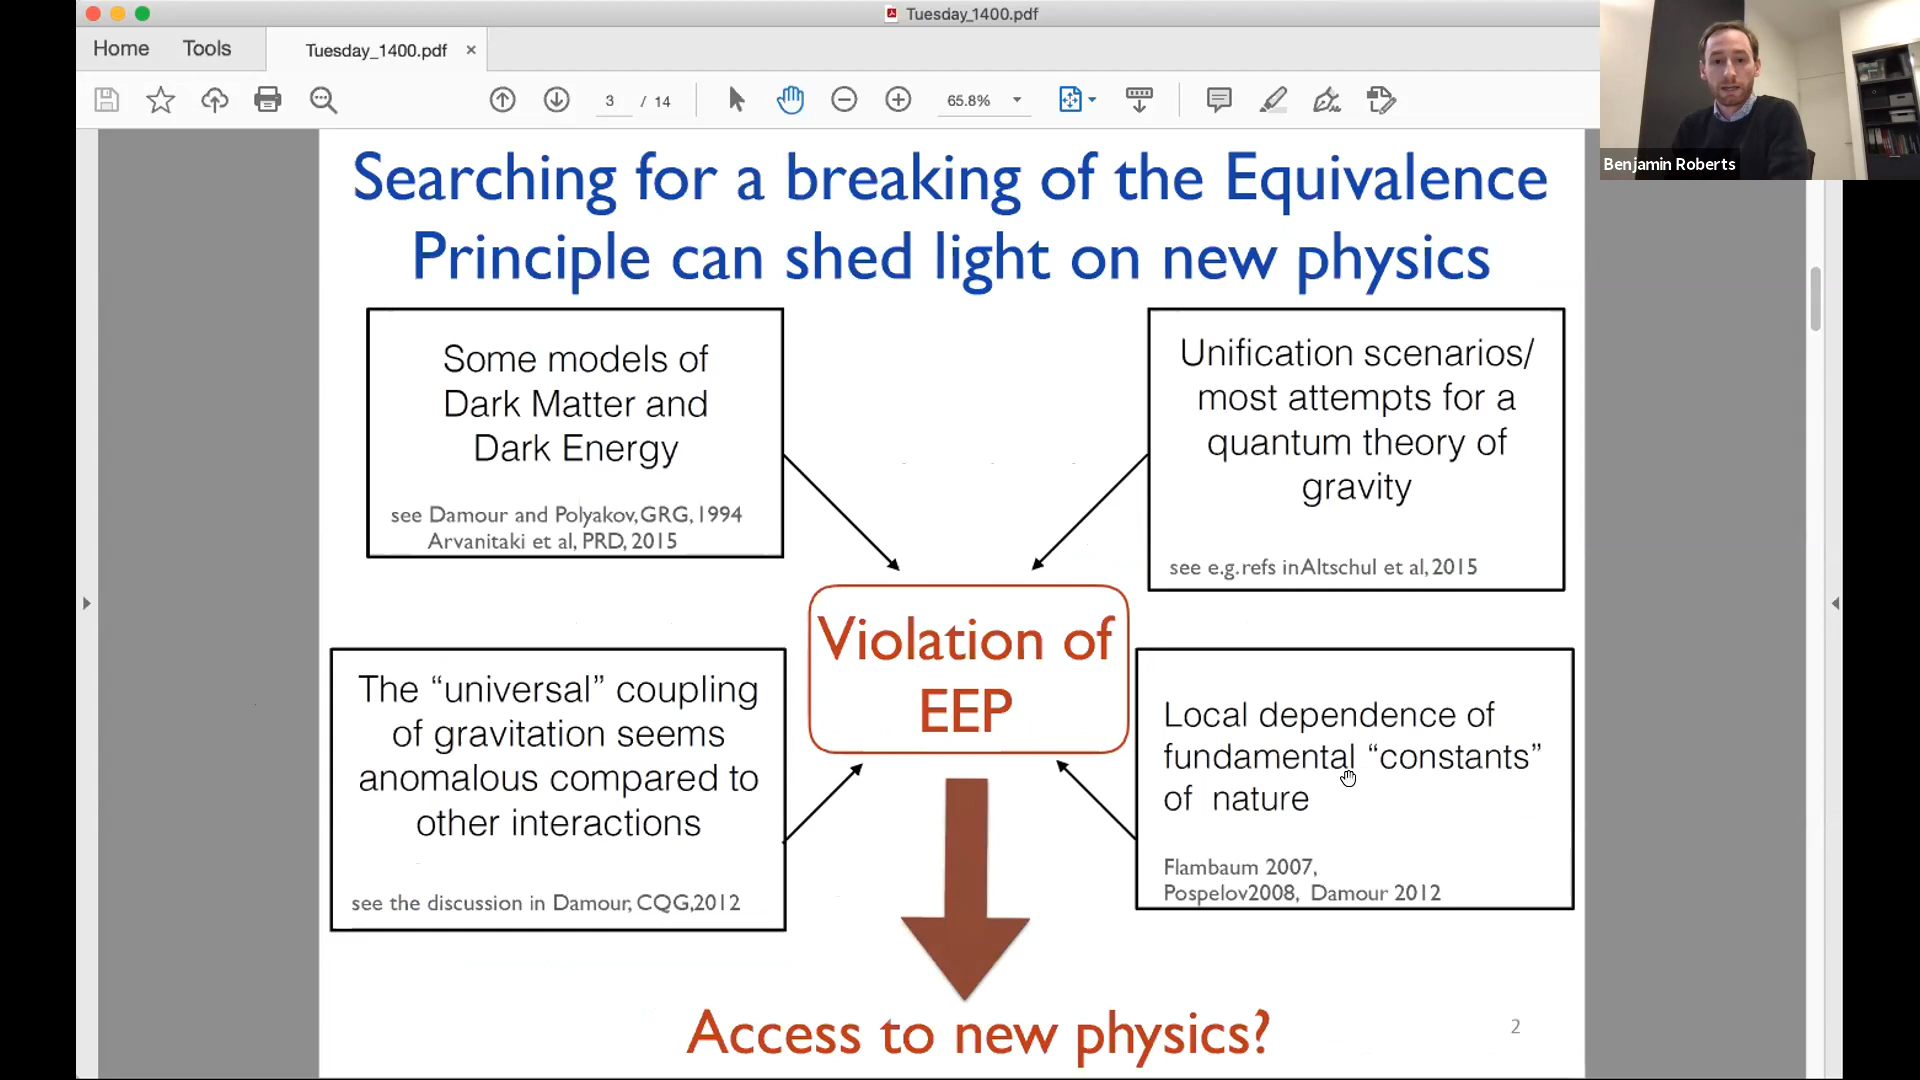 Tuesday_1400.pdf
Home
Tools
Tuesday_1400.pdf ×
3 / 14
65.8%
Benjamin Roberts
Searching for a breaking of the Equivalence
Principle can shed light on new physics
Some models of
Dark Matter and
Dark Energy
see Damour and Polyakov, GRG, 1994
Arvanitaki et al, PRD, 2015
Unification scenarios/
most attempts for a
quantum theory of
gravity
see e.g. refs in Altschul et al, 2015
Violation of
EEP
The “universal” coupling
of gravitation seems
anomalous compared to
other interactions
see the discussion in Damour, CQG,2012
Local dependence of
fundamental “constants”
of nature
Flambaum 2007,
Pospelov2008, Damour 2012
Access to new physics?
2